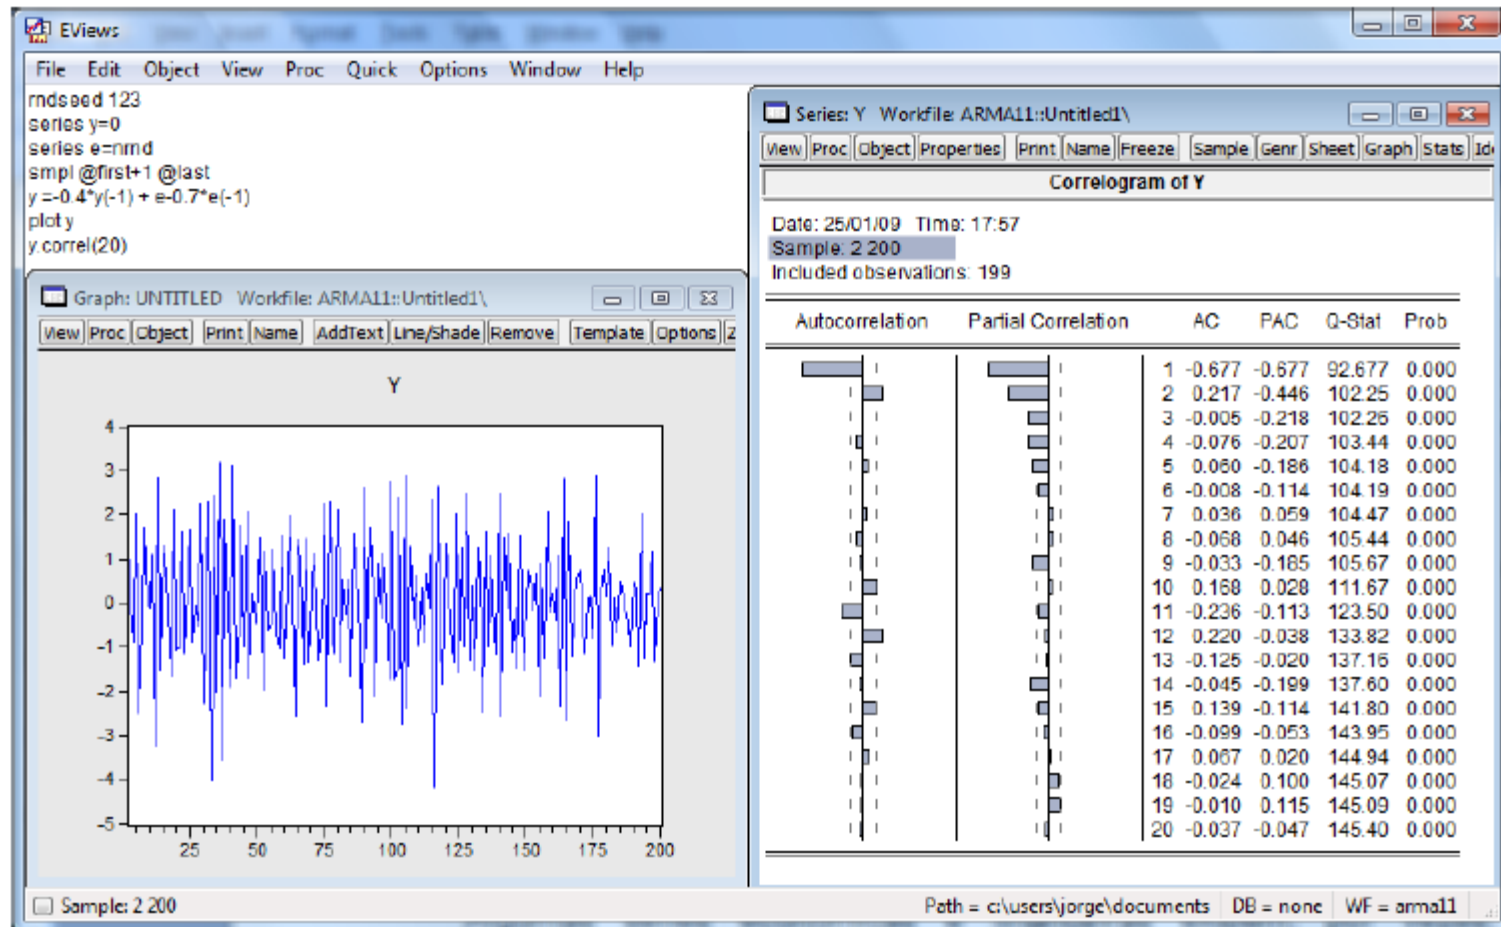 EViews
File Edit Object View Proc Quick Options Window Help
rndseed 123
series y=0
series e=nrnd
smpl @first+1 @last
y =-0.4*y(-1) + e-0.7*e(-1)
plot y
y.correl(20)
Graph: UNTITLED Workfile: ARMA11::Untitled1\
View Proc Object Print Name AddText Line/Shade Remove Template Options Z
Y
4
3
2
1
0
-1
-2
-3
-4
-5
25 50 75 100 125 150 175 200
Series: Y Workfile: ARMA11::Untitled1\
View Proc Object Properties Print Name Freeze Sample Genr Sheet Graph Stats Ide
Correlogram of Y
Date: 25/01/09 Time: 17:57
Sample: 2 200
Included observations: 199
Autocorrelation Partial Correlation AC PAC Q-Stat Prob
1 -0.677 -0.677 92.677 0.000
2 0.217 -0.446 102.25 0.000
3 -0.005 -0.218 102.26 0.000
4 -0.076 -0.207 103.44 0.000
5 0.060 -0.186 104.18 0.000
6 -0.008 -0.114 104.19 0.000
7 0.036 0.059 104.47 0.000
8 -0.068 0.046 105.44 0.000
9 -0.033 -0.185 105.67 0.000
10 0.168 0.028 111.67 0.000
11 -0.236 -0.113 123.50 0.000
12 0.220 -0.038 133.82 0.000
13 -0.125 -0.020 137.16 0.000
14 -0.045 -0.199 137.60 0.000
15 0.139 -0.114 141.80 0.000
16 -0.099 -0.053 143.95 0.000
17 0.067 0.020 144.94 0.000
18 -0.024 0.100 145.07 0.000
19 -0.010 0.115 145.09 0.000
20 -0.037 -0.047 145.40 0.000
Sample: 2 200
Path = c:\users\jorge\documents DB = none WF = arma11